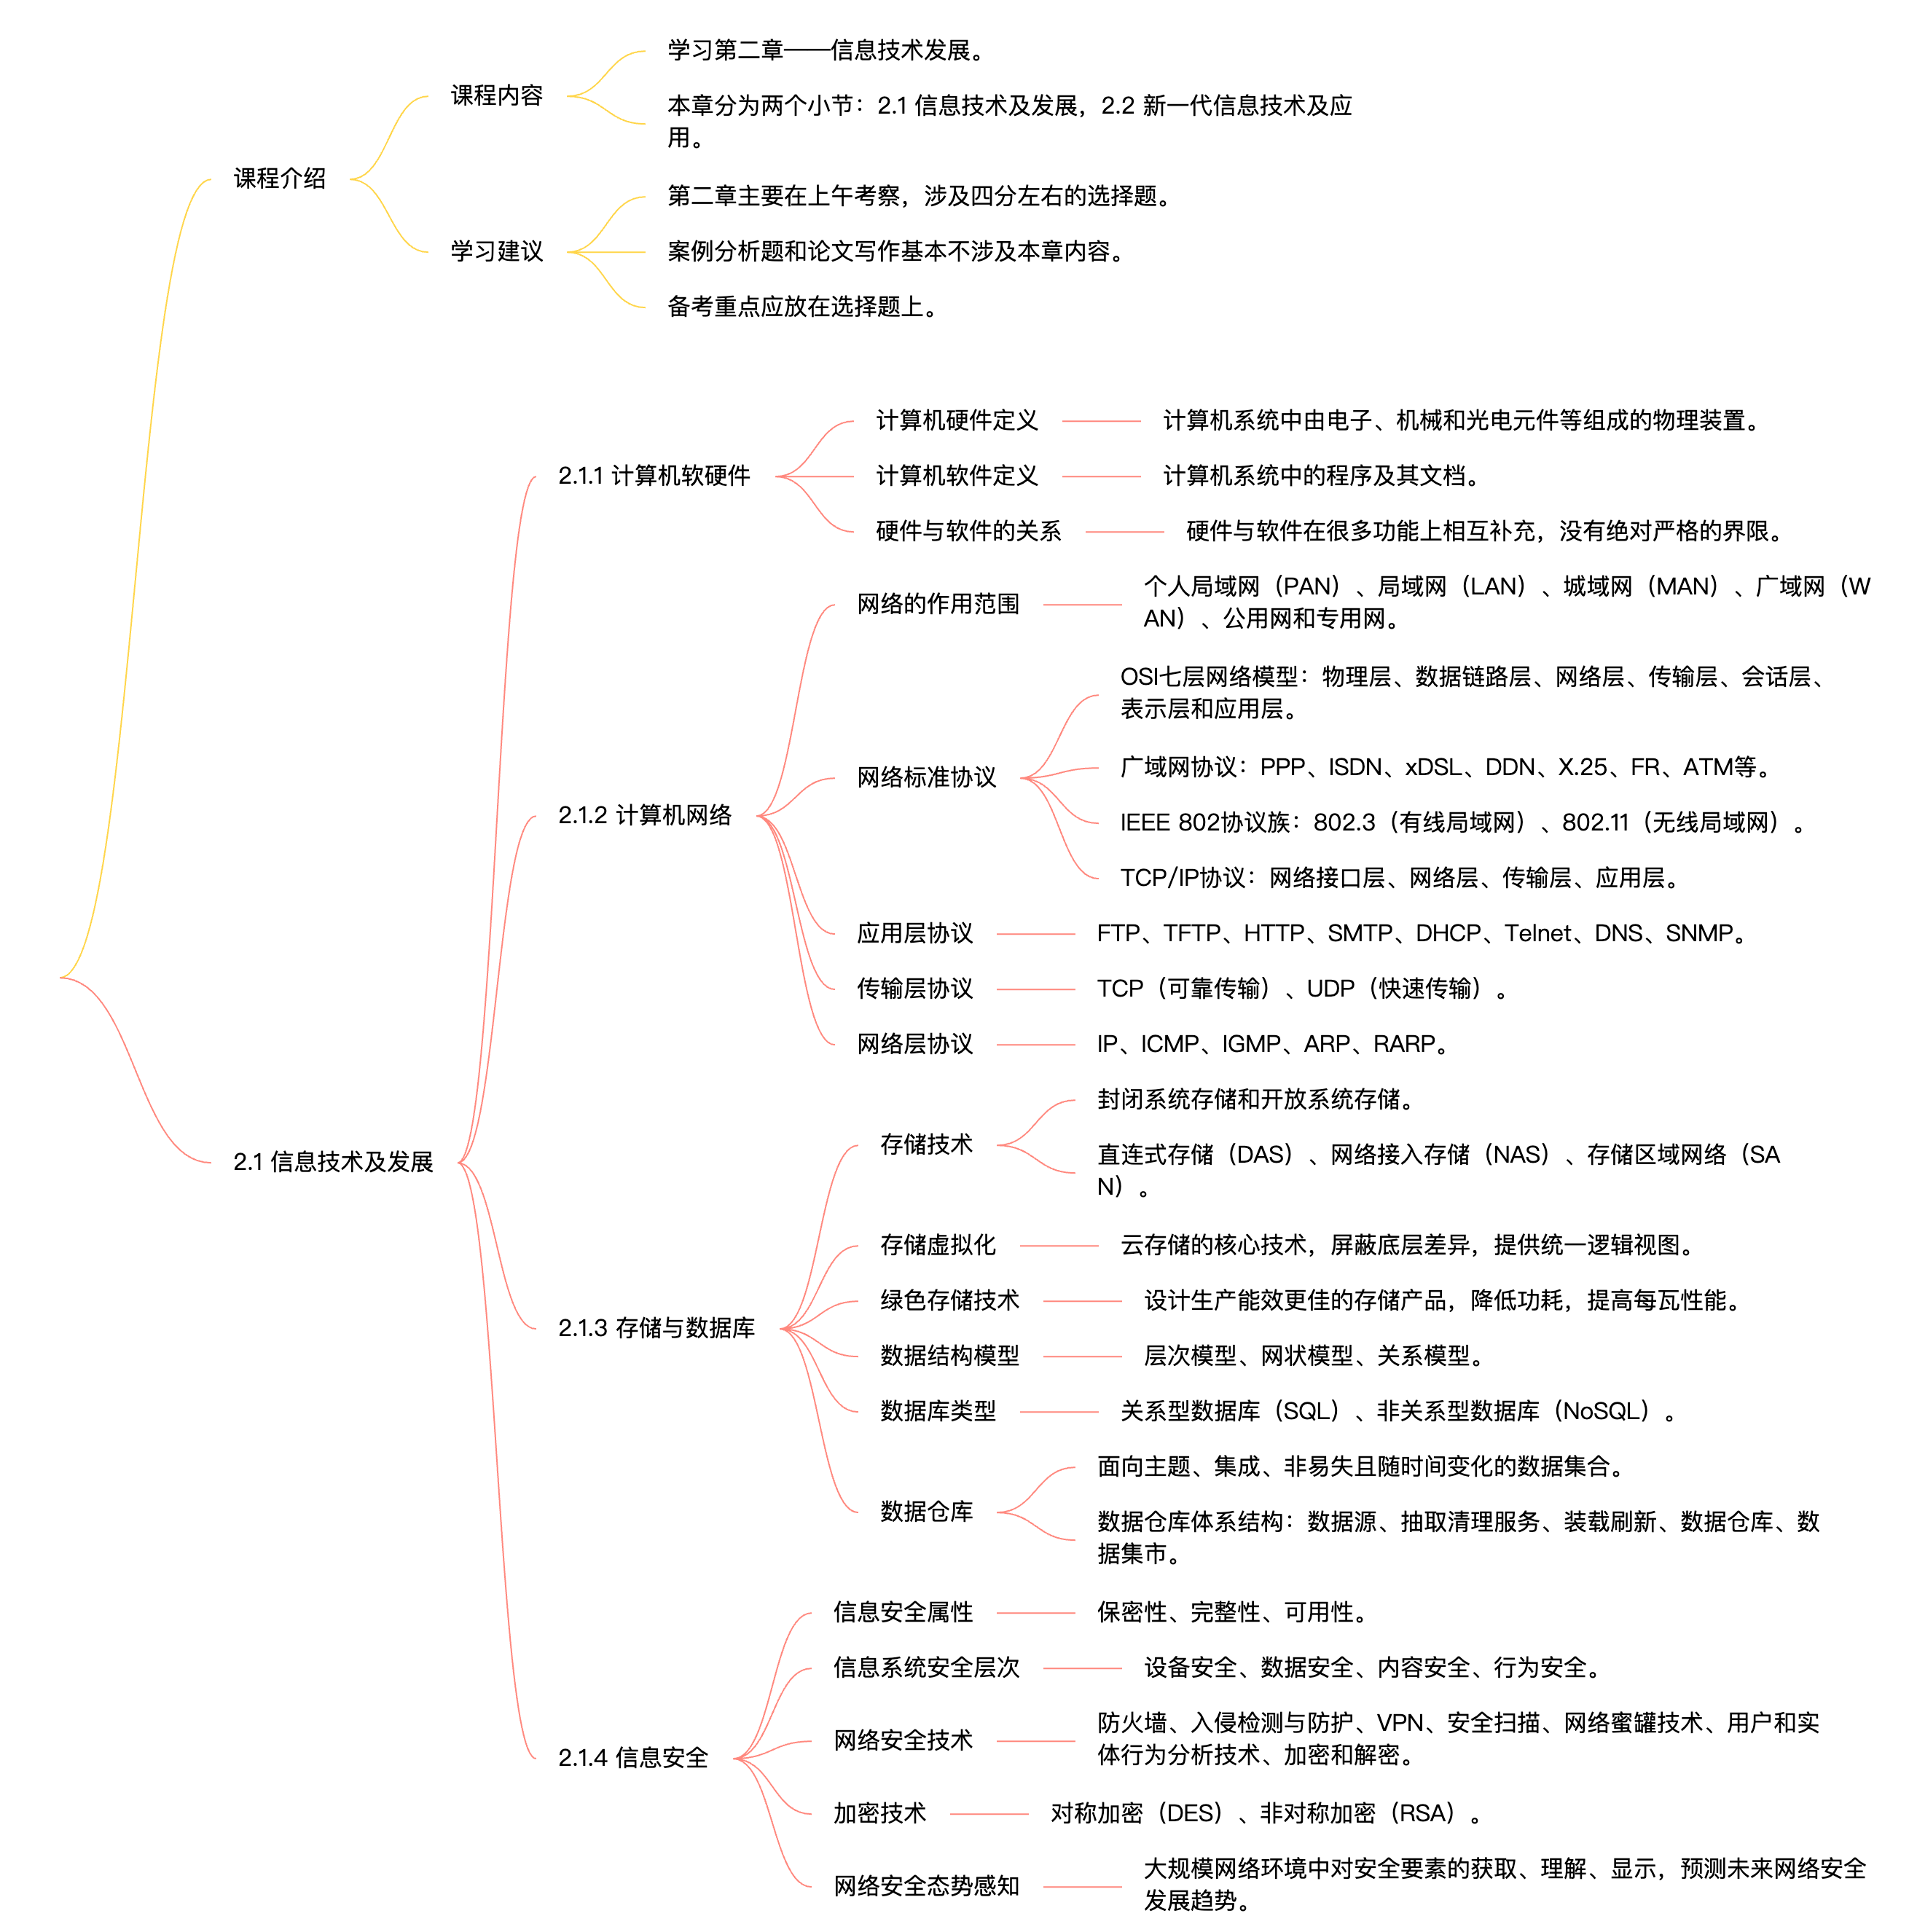 课程介绍
课程内容
学习第二章——信息技术发展。
本章分为两个小节：2.1 信息技术及发展，2.2 新一代信息技术及应
用。
学习建议
第二章主要在上午考察，涉及四分左右的选择题。
案例分析题和论文写作基本不涉及本章内容。
备考重点应放在选择题上。
2.1 信息技术及发展
2.1.1 计算机软硬件
计算机硬件定义
计算机系统中由电子、机械和光电元件等组成的物理装置。
计算机软件定义
计算机系统中的程序及其文档。
硬件与软件的关系
硬件与软件在很多功能上相互补充，没有绝对严格的界限。
2.1.2 计算机网络
网络的作用范围
个人局域网（PAN）、局域网（LAN）、城域网（MAN）、广域网（W
AN）、公用网和专用网。
网络标准协议
OSI七层网络模型：物理层、数据链路层、网络层、传输层、会话层、
表示层和应用层。
广域网协议：PPP、ISDN、xDSL、DDN、X.25、FR、ATM等。
IEEE 802协议族：802.3（有线局域网）、802.11（无线局域网）。
TCP/IP协议：网络接口层、网络层、传输层、应用层。
应用层协议
FTP、TFTP、HTTP、SMTP、DHCP、Telnet、DNS、SNMP。
传输层协议
TCP（可靠传输）、UDP（快速传输）。
网络层协议
IP、ICMP、IGMP、ARP、RARP。
2.1.3 存储与数据库
存储技术
封闭系统存储和开放系统存储。
直连式存储（DAS）、网络接入存储（NAS）、存储区域网络（SA
N）。
存储虚拟化
云存储的核心技术，屏蔽底层差异，提供统一逻辑视图。
绿色存储技术
设计生产能效更佳的存储产品，降低功耗，提高每瓦性能。
数据结构模型
层次模型、网状模型、关系模型。
数据库类型
关系型数据库（SQL）、非关系型数据库（NoSQL）。
数据仓库
面向主题、集成、非易失且随时间变化的数据集合。
数据仓库体系结构：数据源、抽取清理服务、装载刷新、数据仓库、数
据集市。
2.1.4 信息安全
信息安全属性
保密性、完整性、可用性。
信息系统安全层次
设备安全、数据安全、内容安全、行为安全。
网络安全技术
防火墙、入侵检测与防护、VPN、安全扫描、网络蜜罐技术、用户和实
体行为分析技术、加密和解密。
加密技术
对称加密（DES）、非对称加密（RSA）。
网络安全态势感知
大规模网络环境中对安全要素的获取、理解、显示，预测未来网络安全
发展趋势。